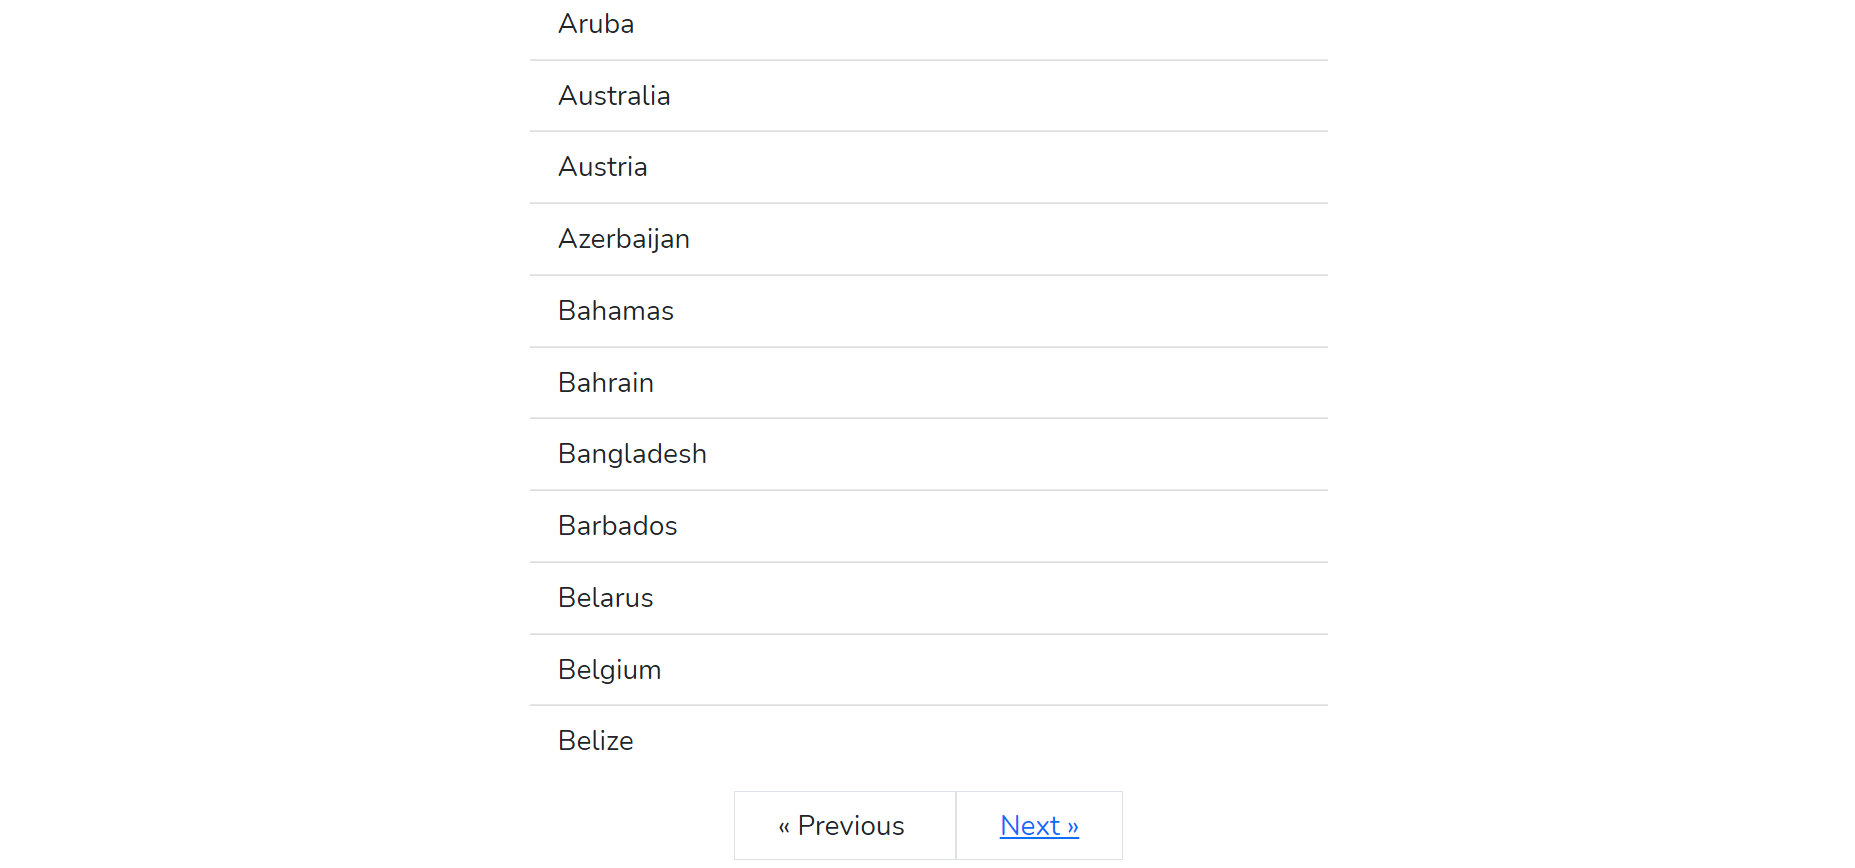 Aruba
Australia
Austria
Azerbaijan
Bahamas
Bahrain
Bangladesh
Barbados
Belarus
Belgium
Belize
« Previous Next »